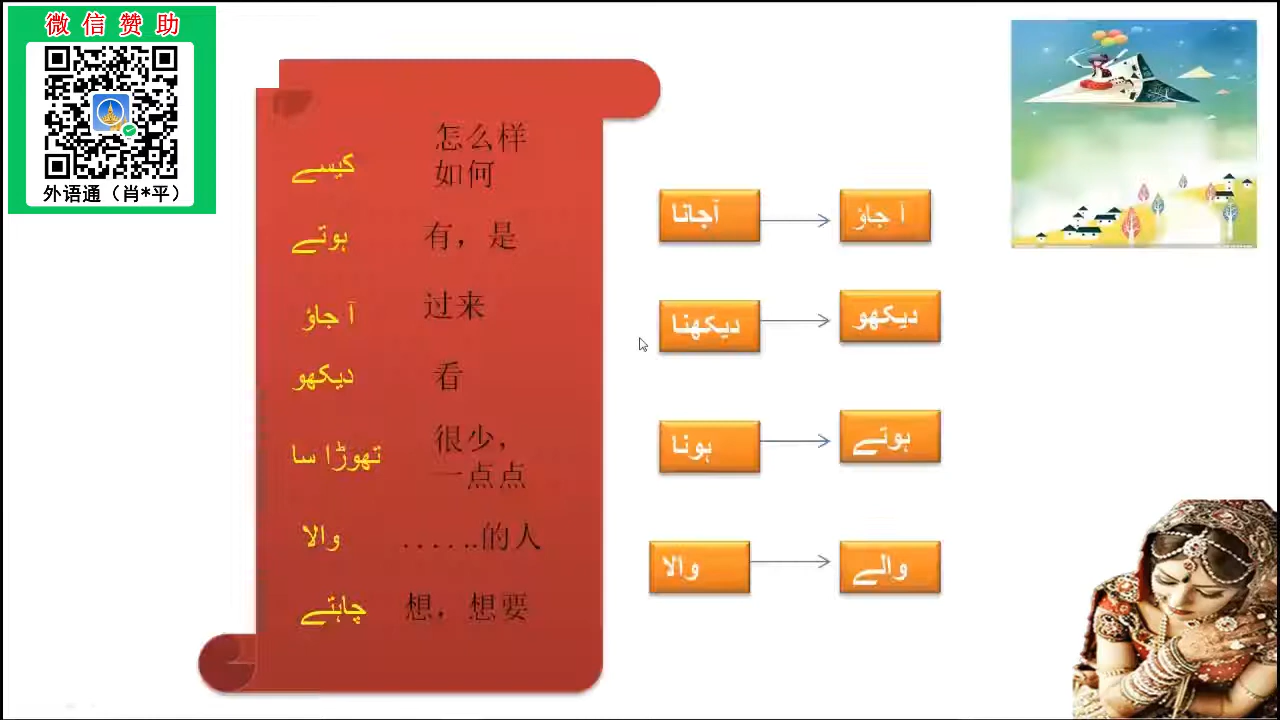 微信赞助
外语通（肖*平）
کیسے
怎么样
如何
ہوتے
有，是
آ جاؤ
过来
دیکھو
看
تھوڑا سا
很少，
一点点
والا
......的人
چاہتے
想，想要
آجانا
آ جاؤ
دیکھنا
دیکھو
ہونا
ہوتے
والا
والے